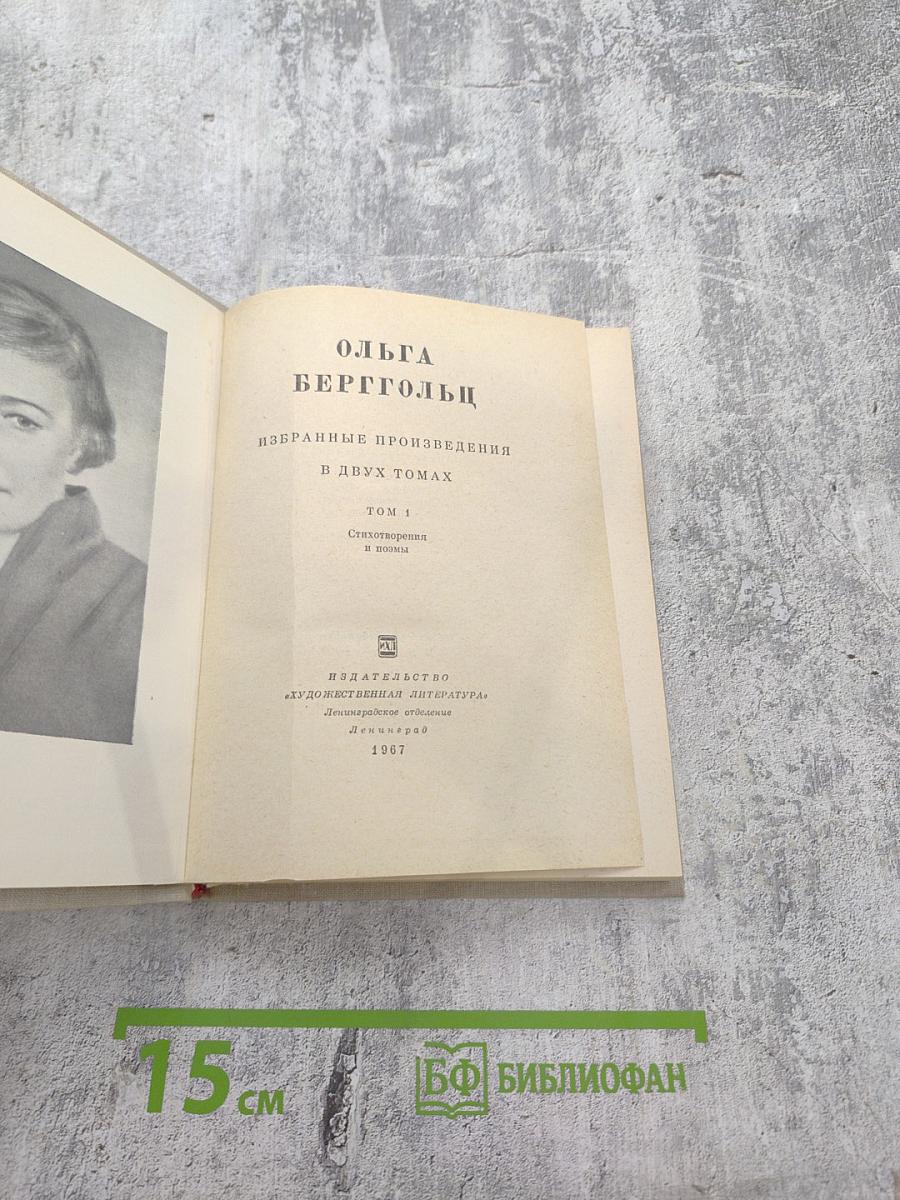 ОЛЬГА
БЕРГГОЛЬЦ
ИЗБРАННЫЕ ПРОИЗВЕДЕНИЯ
В ДВУХ ТОМАХ
ТОМ 1
Стихотворения
и поэмы
ИХЛ
ИЗДАТЕЛЬСТВО
«ХУДОЖЕСТВЕННАЯ ЛИТЕРАТУРА»
Ленинградское отделение
Ленинград
1967
15 см
БФ БИБЛИОФАН